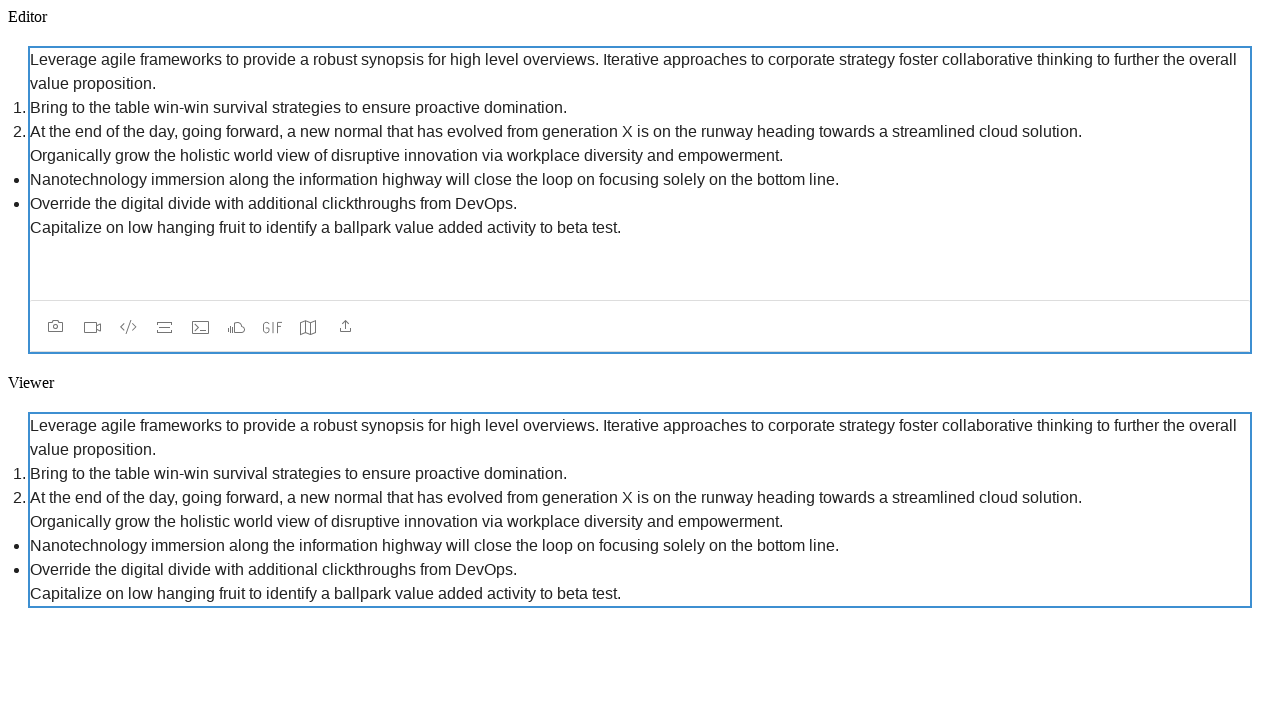 Editor
Leverage agile frameworks to provide a robust synopsis for high level overviews. Iterative approaches to corporate strategy foster collaborative thinking to further the overall
value proposition.
1. Bring to the table win-win survival strategies to ensure proactive domination.
2. At the end of the day, going forward, a new normal that has evolved from generation X is on the runway heading towards a streamlined cloud solution.
Organically grow the holistic world view of disruptive innovation via workplace diversity and empowerment.
• Nanotechnology immersion along the information highway will close the loop on focusing solely on the bottom line.
• Override the digital divide with additional clickthroughs from DevOps.
Capitalize on low hanging fruit to identify a ballpark value added activity to beta test.
GIF
Viewer
Leverage agile frameworks to provide a robust synopsis for high level overviews. Iterative approaches to corporate strategy foster collaborative thinking to further the overall
value proposition.
1. Bring to the table win-win survival strategies to ensure proactive domination.
2. At the end of the day, going forward, a new normal that has evolved from generation X is on the runway heading towards a streamlined cloud solution.
Organically grow the holistic world view of disruptive innovation via workplace diversity and empowerment.
• Nanotechnology immersion along the information highway will close the loop on focusing solely on the bottom line.
• Override the digital divide with additional clickthroughs from DevOps.
Capitalize on low hanging fruit to identify a ballpark value added activity to beta test.